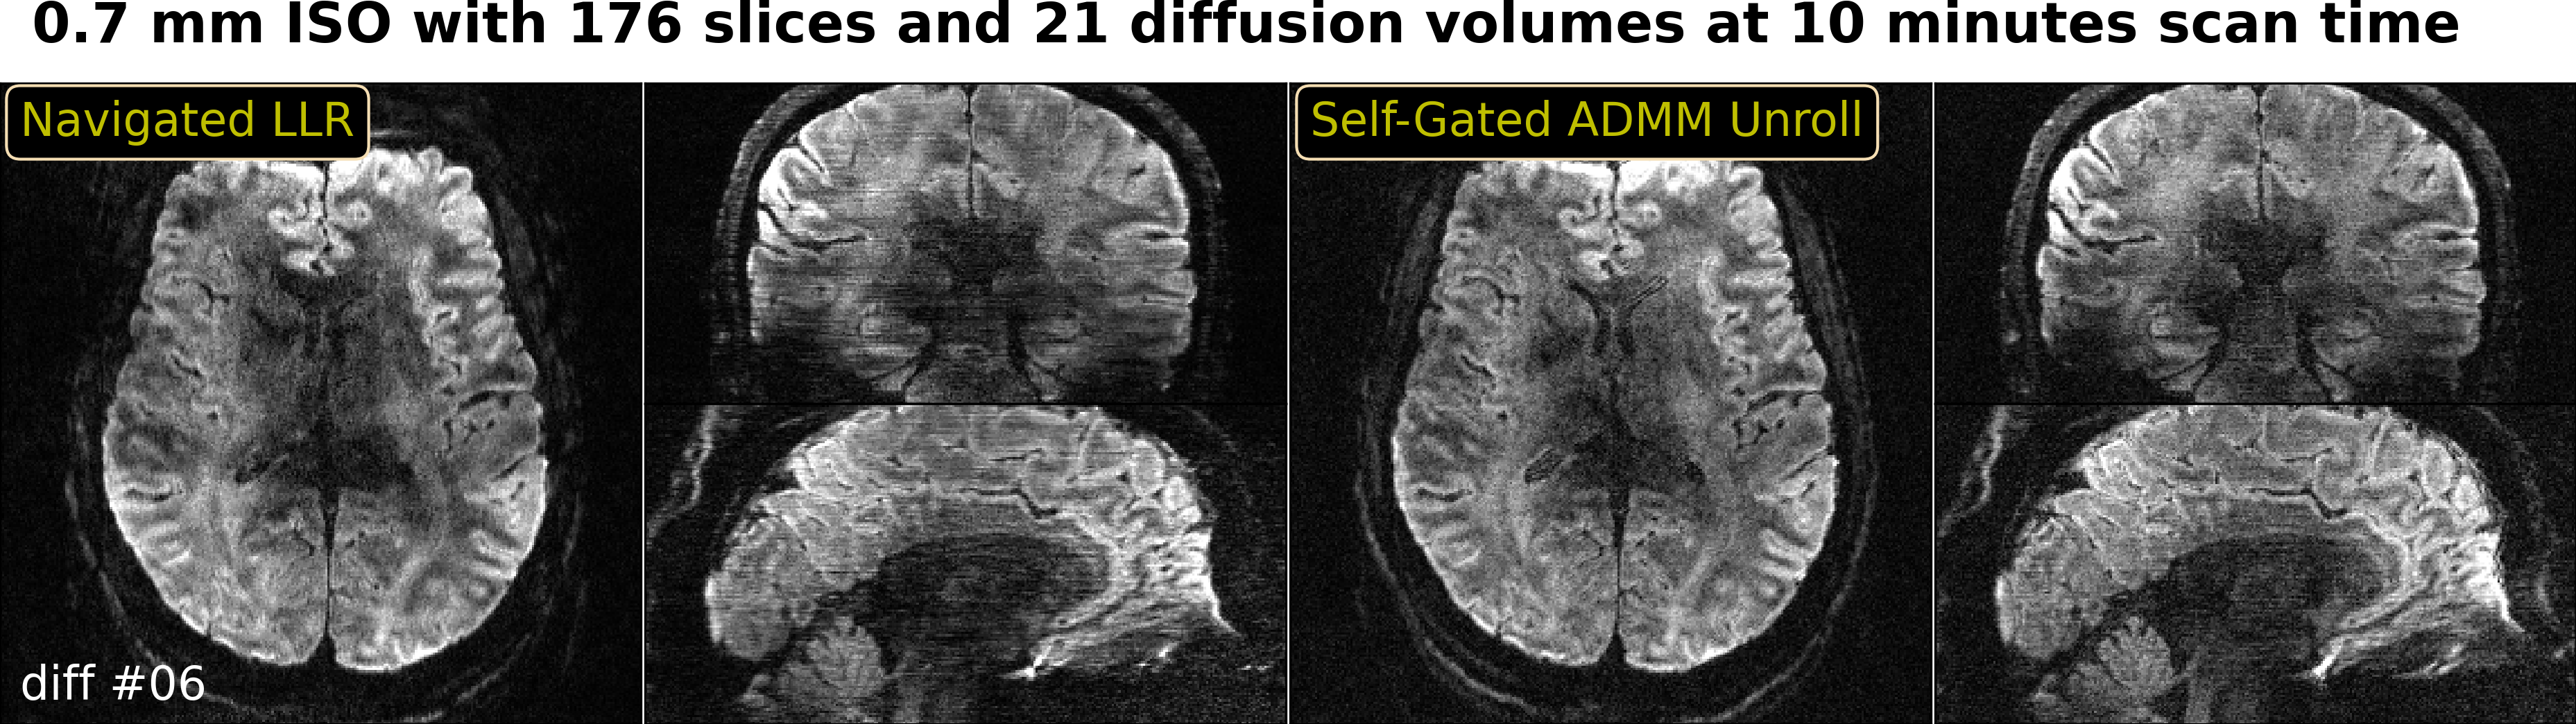 0.7 mm ISO with 176 slices and 21 diffusion volumes at 10 minutes scan time
Navigated LLR
Self-Gated ADMM Unroll
diff #06